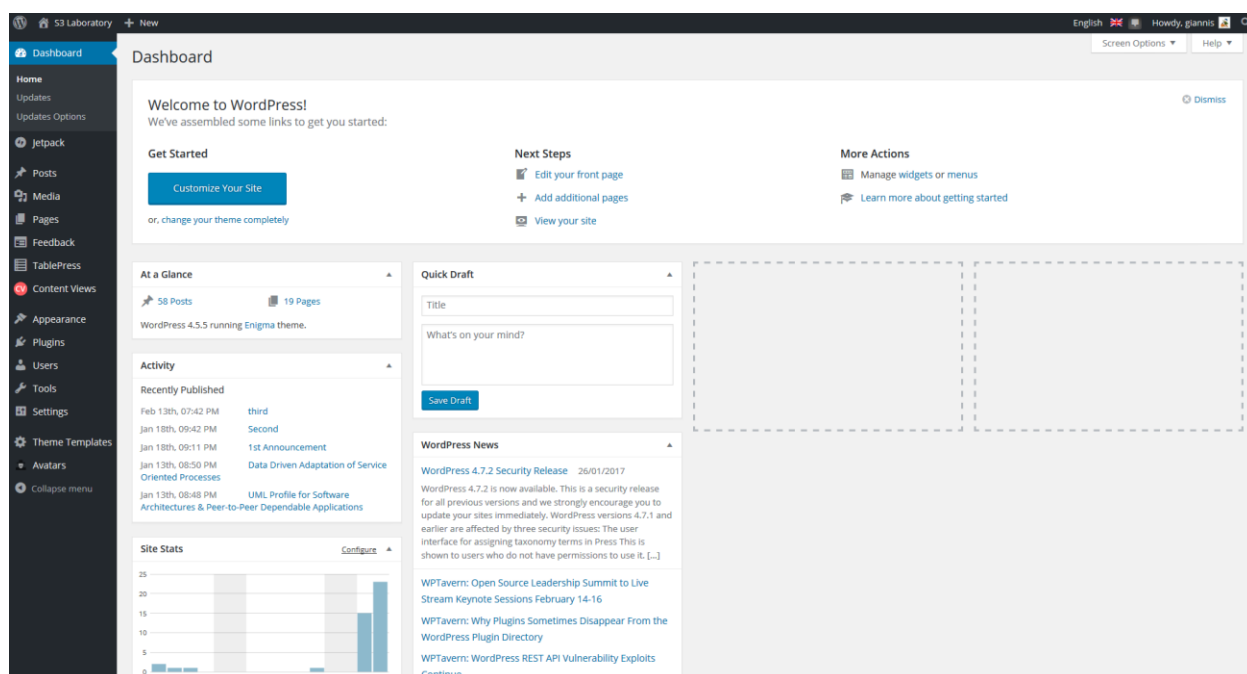 S3 Laboratory + New
English Howdy, giannis
Screen Options ▼ Help ▼
Dashboard
Home
Updates
Updates Options
Jetpack
Posts
Media
Pages
Feedback
TablePress
CV Content Views
Appearance
Plugins
Users
Tools
Settings
Theme Templates
Avatars
Collapse menu
Dashboard
Welcome to WordPress!
Dismiss
We've assembled some links to get you started:
Get Started
Customize Your Site
or, change your theme completely
Next Steps
Edit your front page
Add additional pages
View your site
More Actions
Manage widgets or menus
Learn more about getting started
At a Glance
58 Posts 19 Pages
WordPress 4.5.5 running Enigma theme.
Activity
Recently Published
Feb 13th, 07:42 PM third
Jan 18th, 09:42 PM Second
Jan 18th, 09:11 PM 1st Announcement
Jan 13th, 08:50 PM Data Driven Adaptation of Service
Oriented Processes
Jan 13th, 08:48 PM UML Profile for Software
Architectures & Peer-to-Peer Dependable Applications
Site Stats Configure
25
20
15
10
5
0
Quick Draft
Title
What's on your mind?
Save Draft
WordPress News
WordPress 4.7.2 Security Release 26/01/2017
WordPress 4.7.2 is now available. This is a security release
for all previous versions and we strongly encourage you to
update your sites immediately. WordPress versions 4.7.1 and
earlier are affected by three security issues: The user
interface for assigning taxonomy terms in Press This is
shown to users who do not have permissions to use it. [...]
WPTavern: Open Source Leadership Summit to Live
Stream Keynote Sessions February 14-16
WPTavern: Why Plugins Sometimes Disappear From the
WordPress Plugin Directory
WPTavern: WordPress REST API Vulnerability Exploits